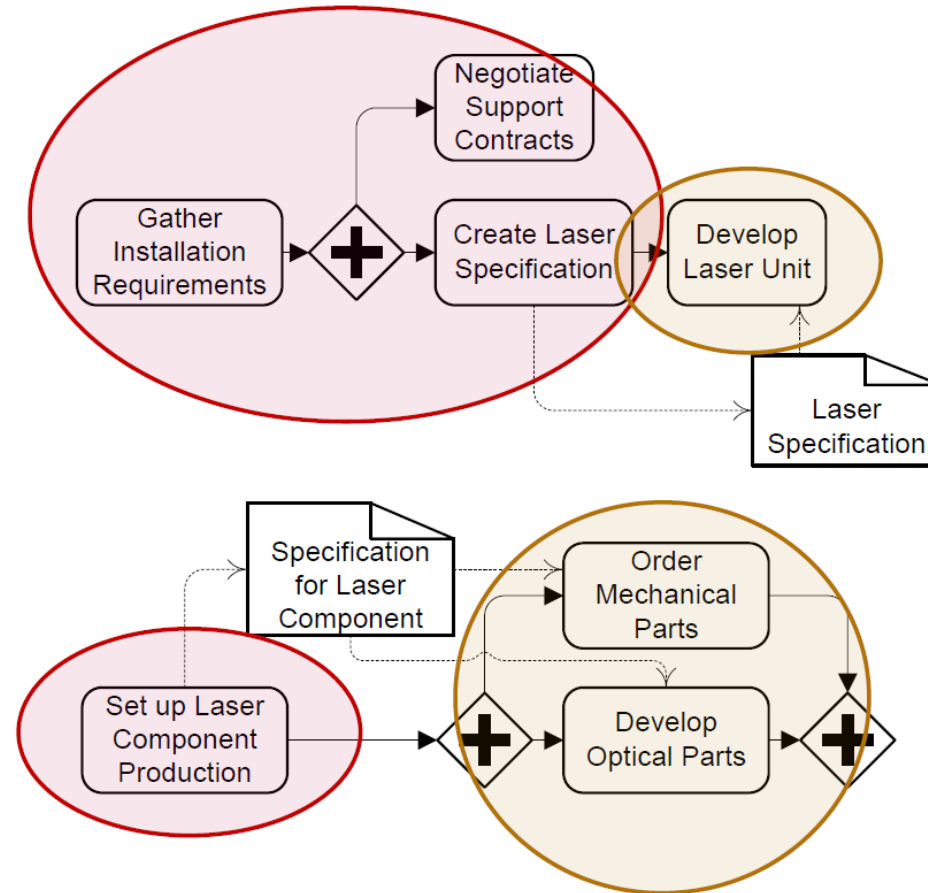 Negotiate
Support
Contracts
Gather
Installation
Requirements
Create Laser
Specification
Develop
Laser Unit
Laser
Specification
Specification
for Laser
Component
Order
Mechanical
Parts
Set up Laser
Component
Production
Develop
Optical Parts